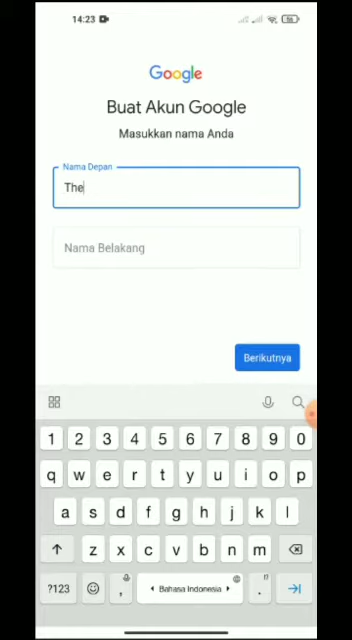 14:23
Google
Buat Akun Google
Masukkan nama Anda
Nama Depan
The
Nama Belakang
Berikutnya
1 2 3 4 5 6 7 8 9 0
q w e r t y u i o p
a s d f g h j k l
z x c v b n m
?123 , Bahasa Indonesia .